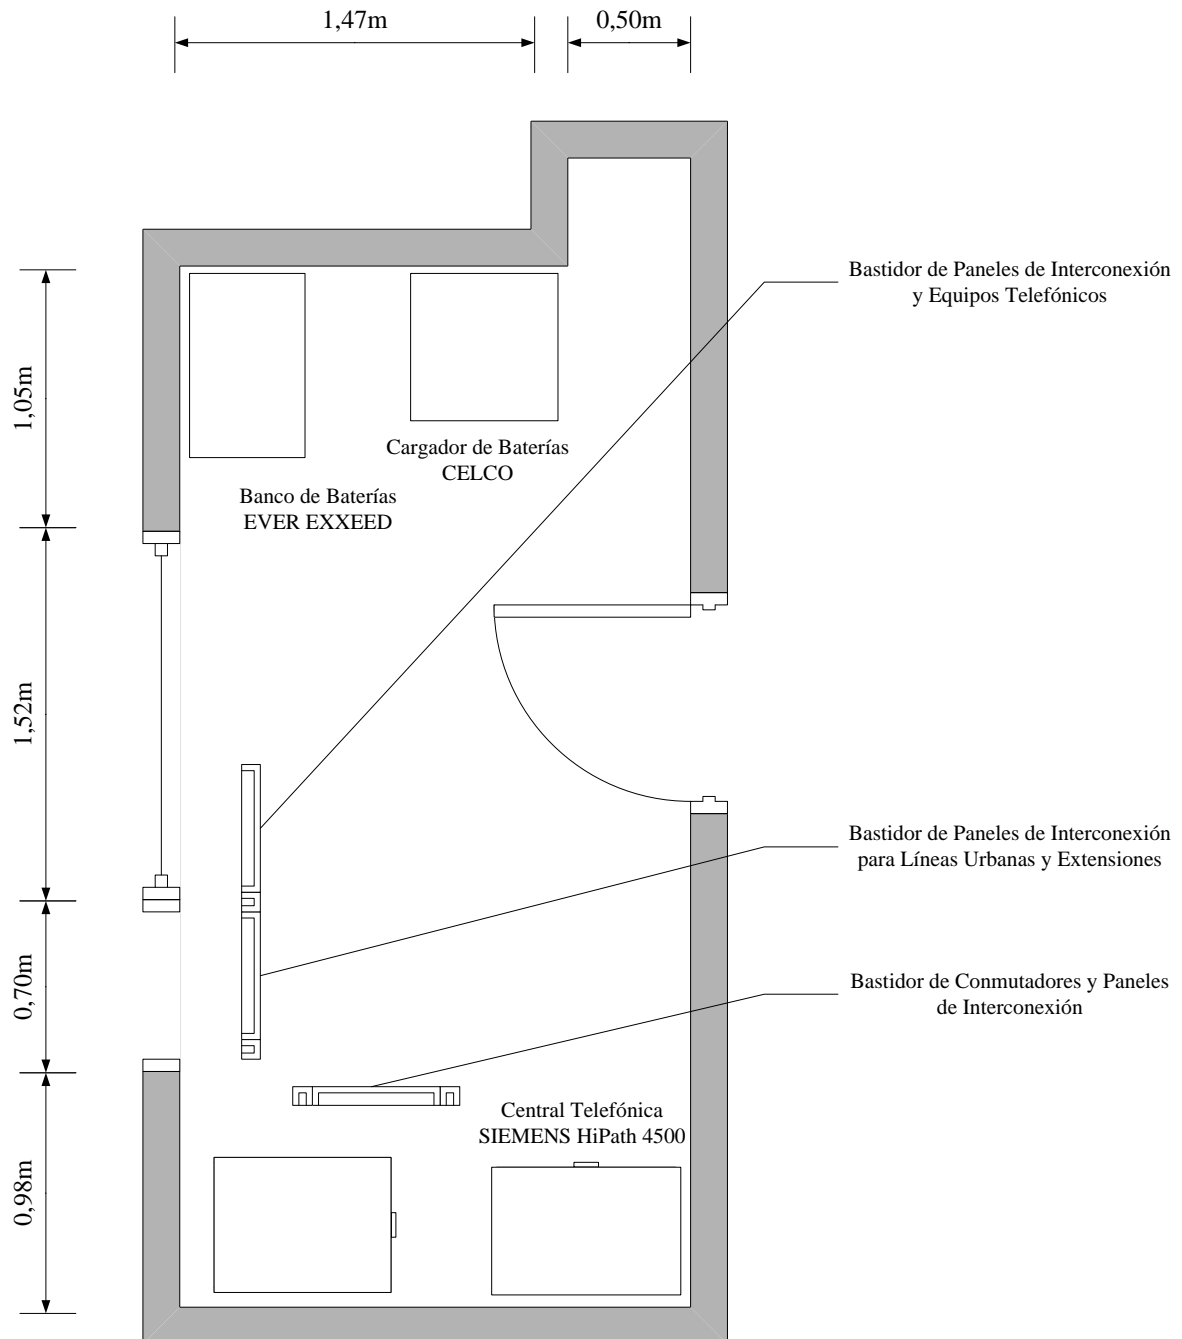 1,47m
0,50m
Bastidor de Paneles de Interconexión
y Equipos Telefónicos
1,05m
Cargador de Baterías
CELCO
Banco de Baterías
EVER EXXEED
1,52m
Bastidor de Paneles de Interconexión
para Líneas Urbanas y Extensiones
0,70m
Bastidor de Conmutadores y Paneles
de Interconexión
Central Telefónica
SIEMENS HiPath 4500
0,98m